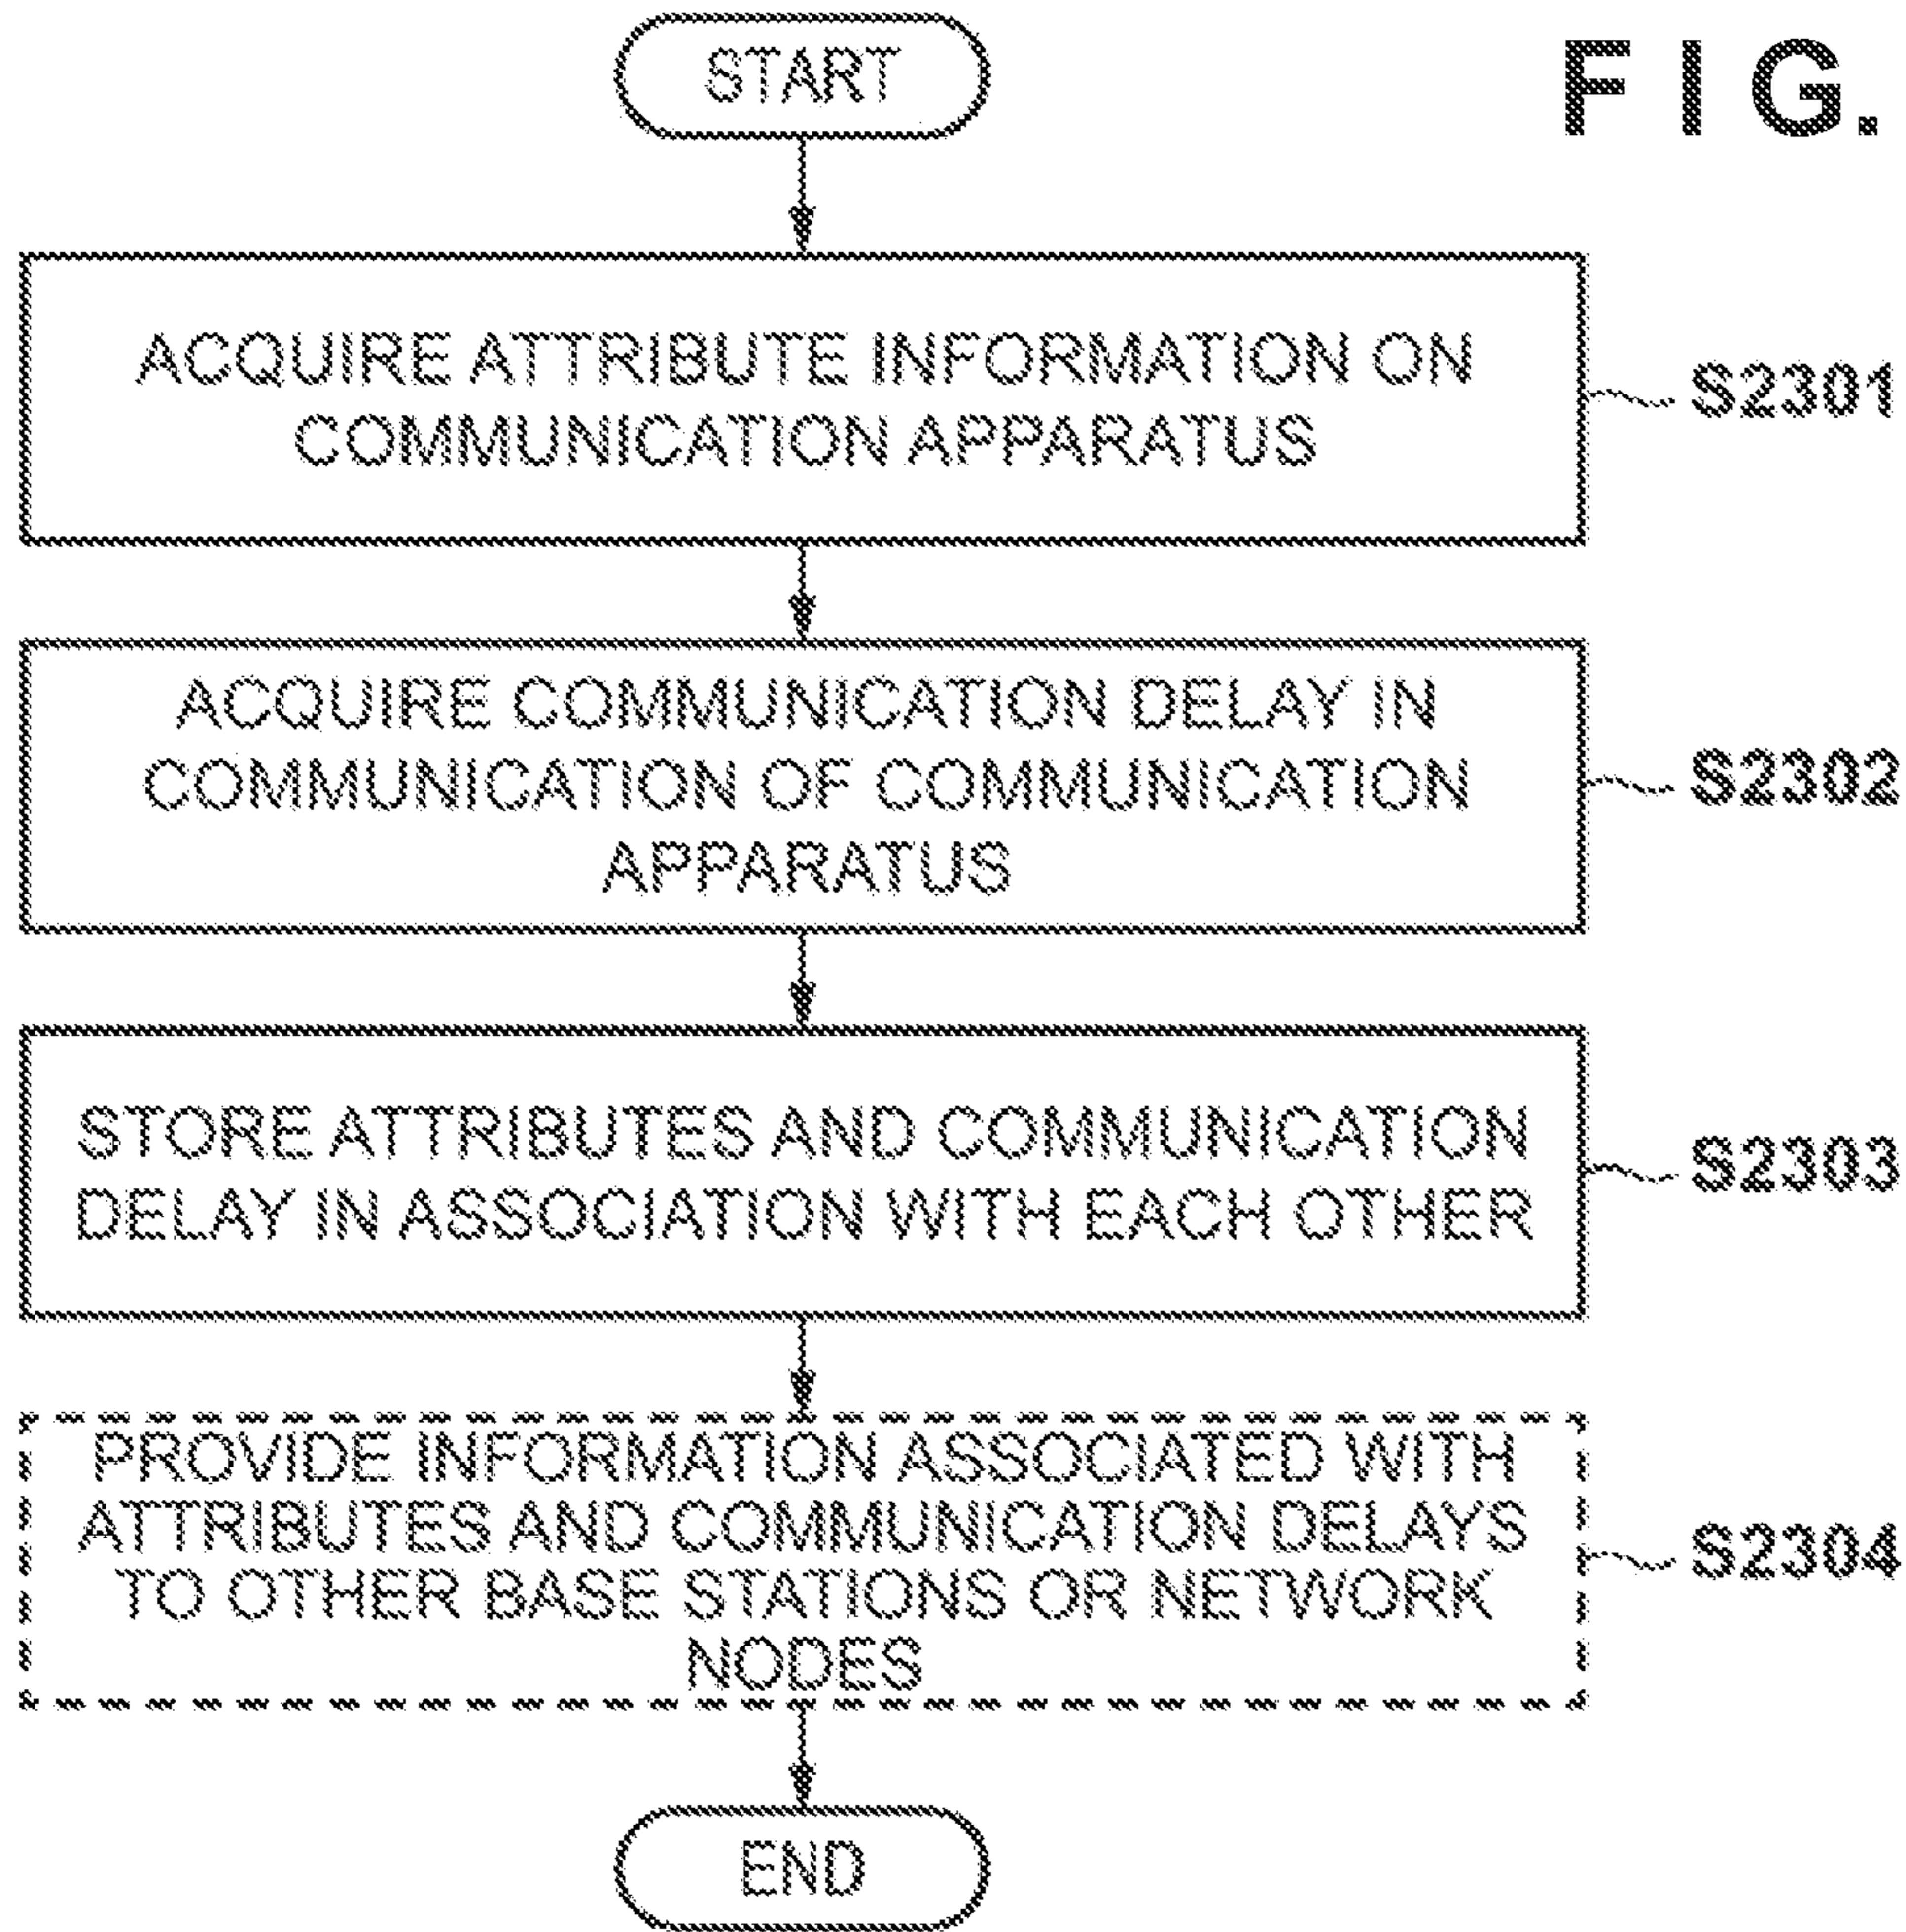 START
FIG.
ACQUIRE ATTRIBUTE INFORMATION ON
COMMUNICATION APPARATUS
S2301
ACQUIRE COMMUNICATION DELAY IN
COMMUNICATION OF COMMUNICATION
APPARATUS
S2302
STORE ATTRIBUTES AND COMMUNICATION
DELAY IN ASSOCIATION WITH EACH OTHER
S2303
PROVIDE INFORMATION ASSOCIATED WITH
ATTRIBUTES AND COMMUNICATION DELAYS
TO OTHER BASE STATIONS OR NETWORK
NODES
S2304
END